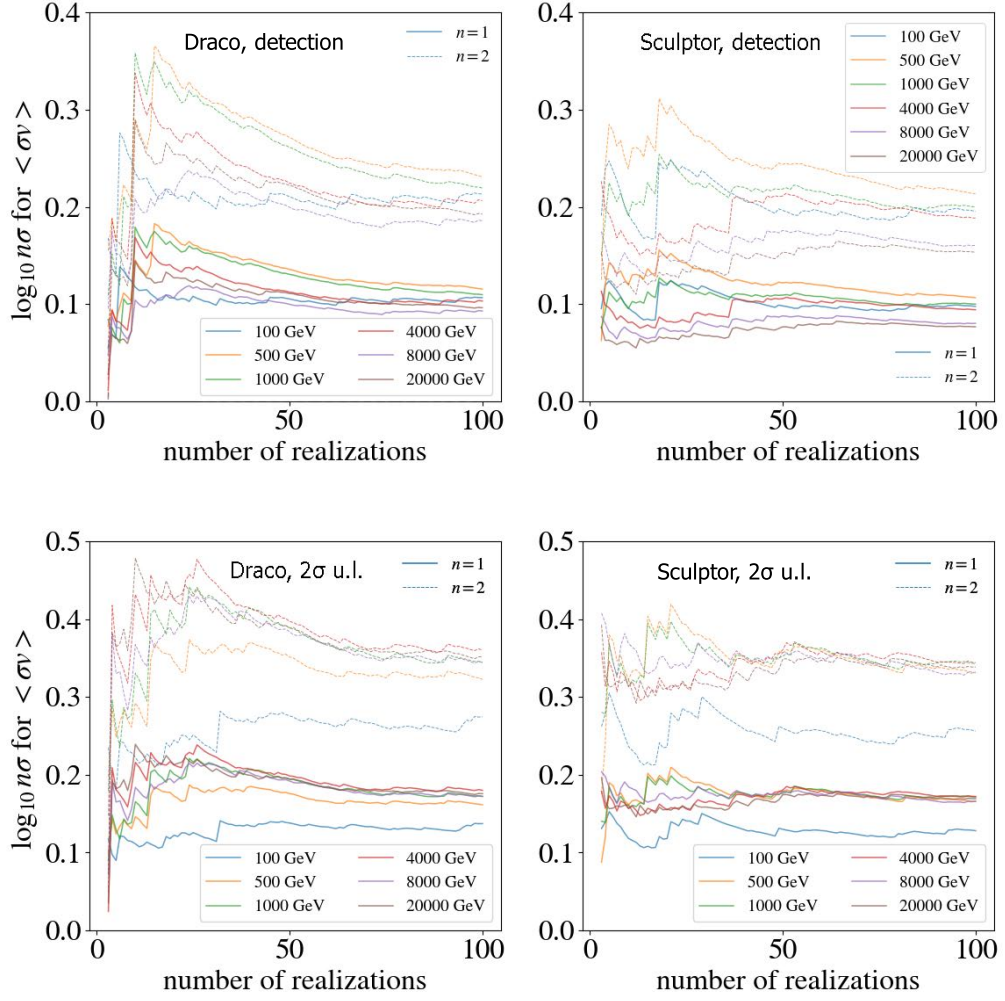 Draco, detection
n=1
n=2
0.4
0.3
0.2
0.1
0.0
log₁₀ nσ for < σv >
100 GeV
500 GeV
1000 GeV
4000 GeV
8000 GeV
20000 GeV
0
50
100
number of realizations
Sculptor, detection
100 GeV
500 GeV
1000 GeV
4000 GeV
8000 GeV
20000 GeV
0.4
0.3
0.2
0.1
0.0
n=1
n=2
0
50
100
number of realizations
Draco, 2σ u.l.
n=1
n=2
0.5
0.4
0.3
0.2
0.1
0.0
log₁₀ nσ for < σv >
100 GeV
500 GeV
1000 GeV
4000 GeV
8000 GeV
20000 GeV
0
50
100
number of realizations
Sculptor, 2σ u.l.
n=1
n=2
0.5
0.4
0.3
0.2
0.1
0.0
100 GeV
500 GeV
1000 GeV
4000 GeV
8000 GeV
20000 GeV
0
50
100
number of realizations